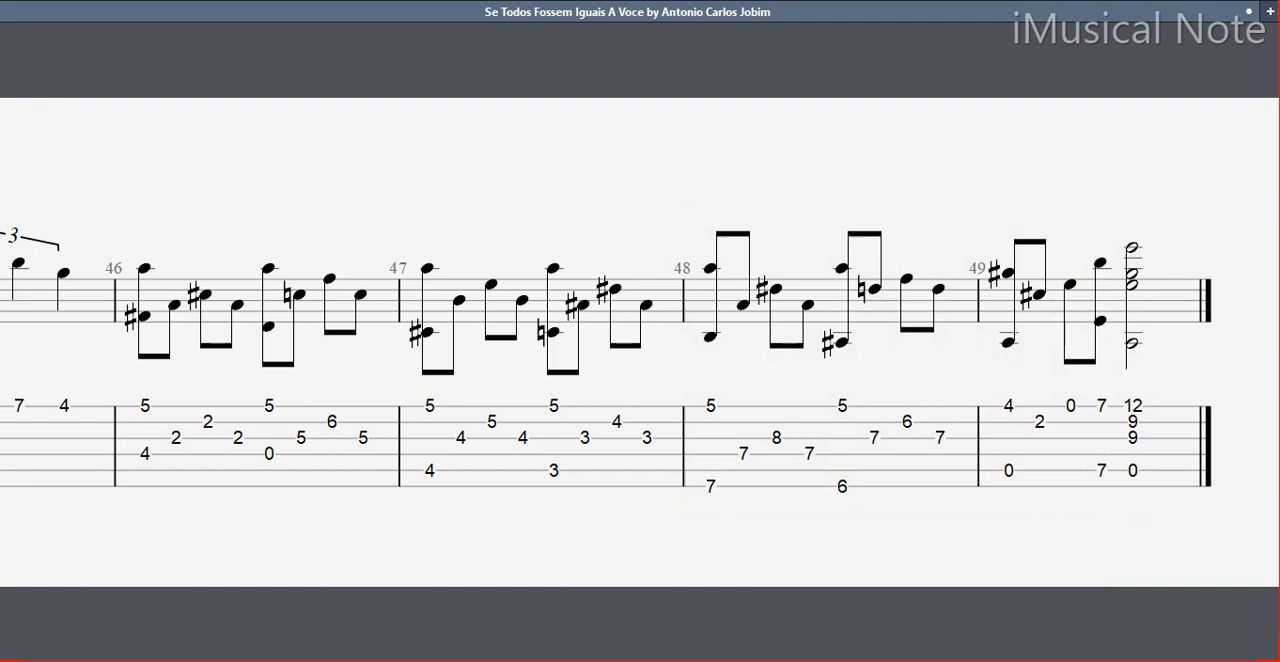 Se Todos Fossem Iguais A Voce by Antonio Carlos Jobim
iMusical Note
3
46 47 48 49
7 4 5 5 5 5 5 5 4 0 7 12
2 6 5 4 6 2 9
2 2 5 5 4 4 3 3 8 7 7 9
4 0 7 7
4 3 0 7 0
7 6